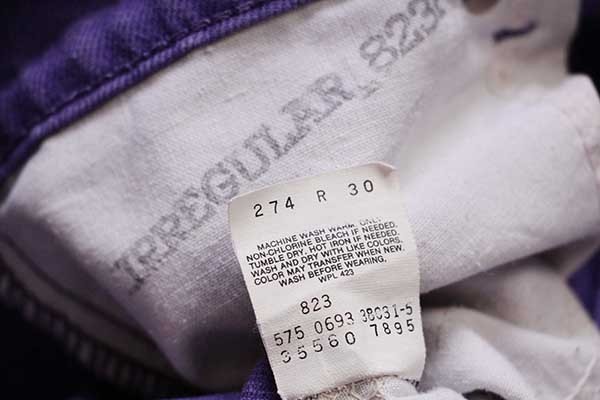 IRREGULAR 823
274 R 30
MACHINE WASH WARM ONLY.
NON-CHLORINE BLEACH IF NEEDED.
TUMBLE DRY, HOT IRON IF NEEDED.
WASH AND DRY WITH LIKE COLORS.
COLOR MAY TRANSFER WHEN NEW.
WASH BEFORE WEARING.
WPL 423
823
575 0693 38C31-5
35560 7895